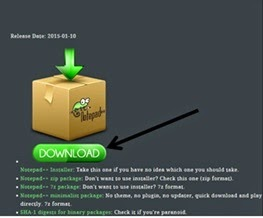 Release Date: 2015-01-10
Notepad++
DOWNLOAD
Notepad++ Installer: Take this one if you have no idea which one you should take.
Notepad++ zip package: Don't want to use installer? Check this one (zip format).
Notepad++ 7z package: Don't want to use installer? 7z format.
Notepad++ minimalist package: No theme, no plugin, no updater, quick download and play
directly. 7z format.
SHA-1 digests for binary packages: Check it if you're paranoid.